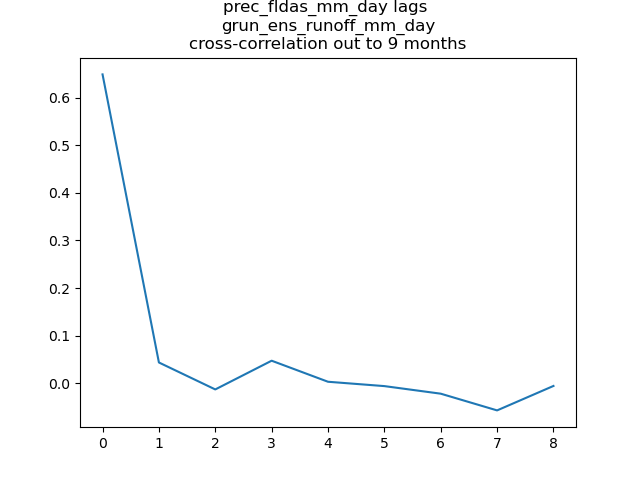 prec_fldas_mm_day lags
grun_ens_runoff_mm_day
cross-correlation out to 9 months
0.6
0.5
0.4
0.3
0.2
0.1
0.0
0 1 2 3 4 5 6 7 8